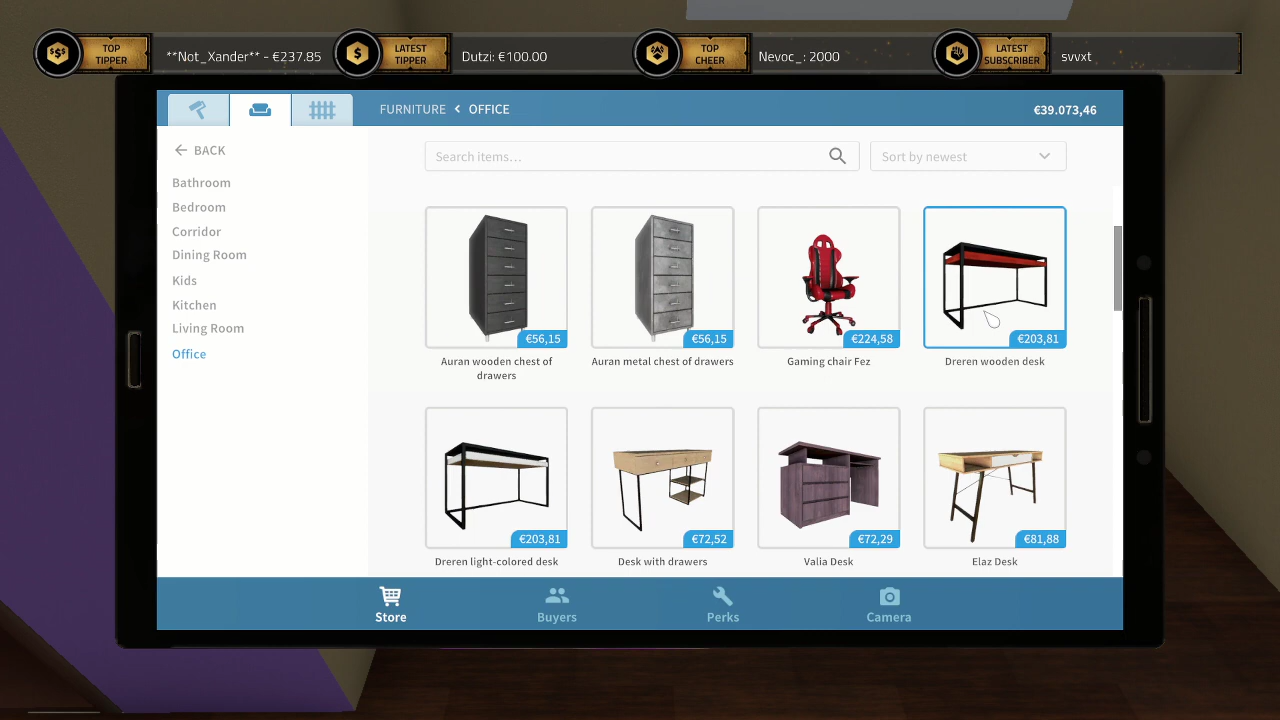 TOP
TIPPER
**Not_Xander** - €237.85
LATEST
TIPPER
Dutzi: €100.00
TOP
CHEER
Nevoc_: 2000
LATEST
SUBSCRIBER
svvxt
FURNITURE < OFFICE
€39.073,46
BACK
Search items...
Sort by newest
Bathroom
Bedroom
Corridor
Dining Room
Kids
Kitchen
Living Room
Office
€56,15
€56,15
€224,58
€203,81
Auran wooden chest of
drawers
Auran metal chest of drawers
Gaming chair Fez
Dreren wooden desk
€203,81
€72,52
€72,29
€81,88
Dreren light-colored desk
Desk with drawers
Valia Desk
Elaz Desk
Store
Buyers
Perks
Camera